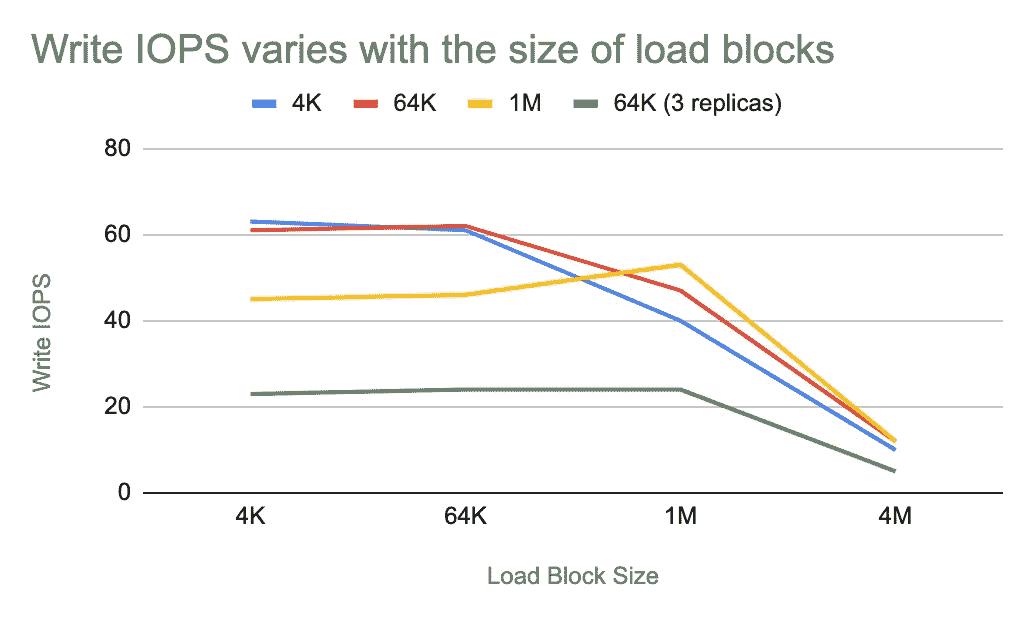 Write IOPS varies with the size of load blocks
4K 64K 1M 64K (3 replicas)
80
60
40
20
0
Write IOPS
4K 64K 1M 4M
Load Block Size